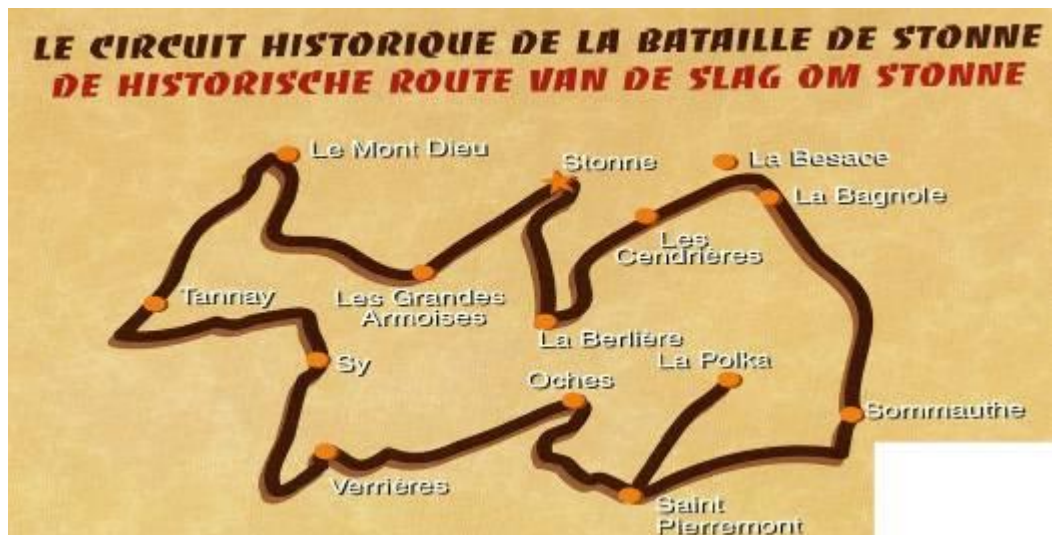 LE CIRCUIT HISTORIQUE DE LA BATAILLE DE STONNE
DE HISTORISCHE ROUTE VAN DE SLAG OM STONNE
Le Mont Dieu
Stonne
La Besace
La Bagnole
Les
Cendrières
Tannay
Les Grandes
Armoises
La Berlière
Sy
La Polka
Oches
Sommauthe
Verrières
Saint
Pierremont